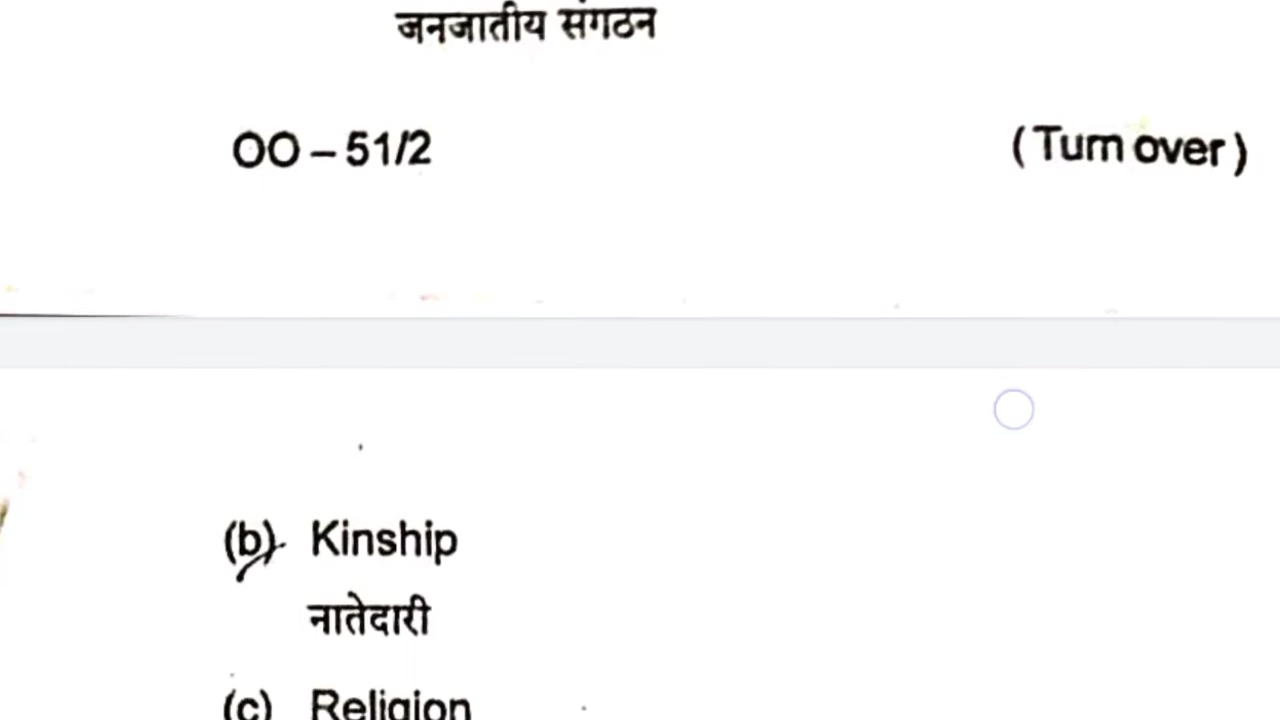 जनजातीय संगठन
OO – 51/2
(Turn over)
(b) Kinship
नातेदारी
(c) Religion